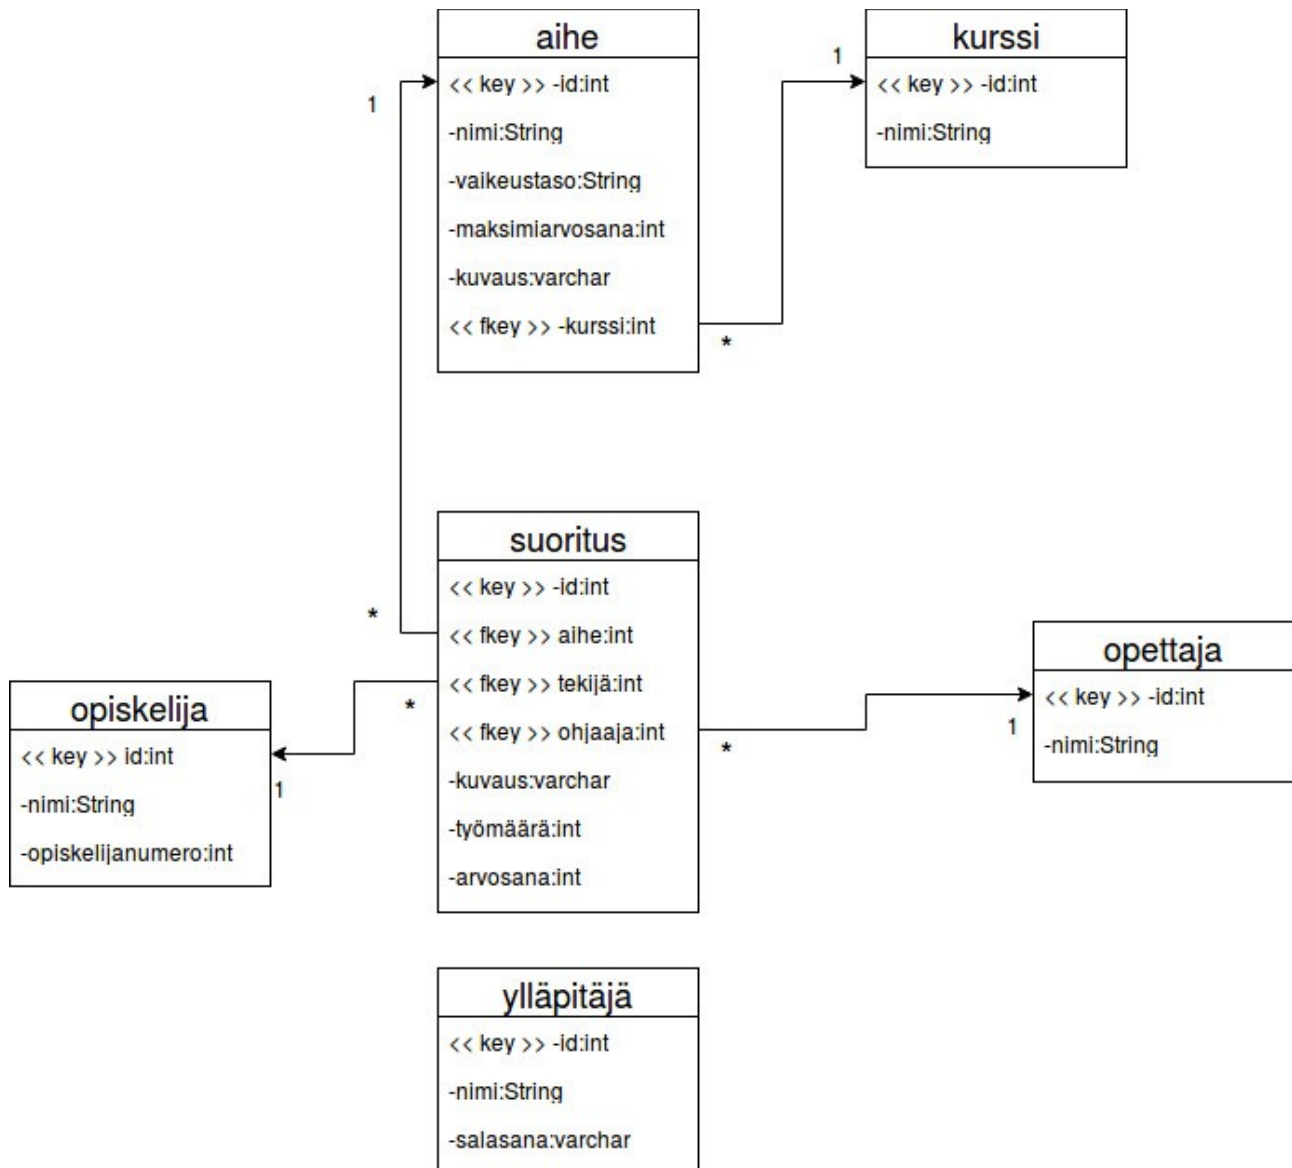 aihe
<< key >> -id:int
-nimi:String
-vaikeustaso:String
-maksimiarvosana:int
-kuvaus:varchar
<< fkey >> -kurssi:int
kurssi
<< key >> -id:int
-nimi:String
1
1
*
suoritus
<< key >> -id:int
<< fkey >> aihe:int
<< fkey >> tekijä:int
<< fkey >> ohjaaja:int
-kuvaus:varchar
-työmäärä:int
-arvosana:int
*
*
*
opiskelija
<< key >> id:int
-nimi:String
-opiskelijanumero:int
1
opettaja
<< key >> -id:int
-nimi:String
1
ylläpitäjä
<< key >> -id:int
-nimi:String
-salasana:varchar